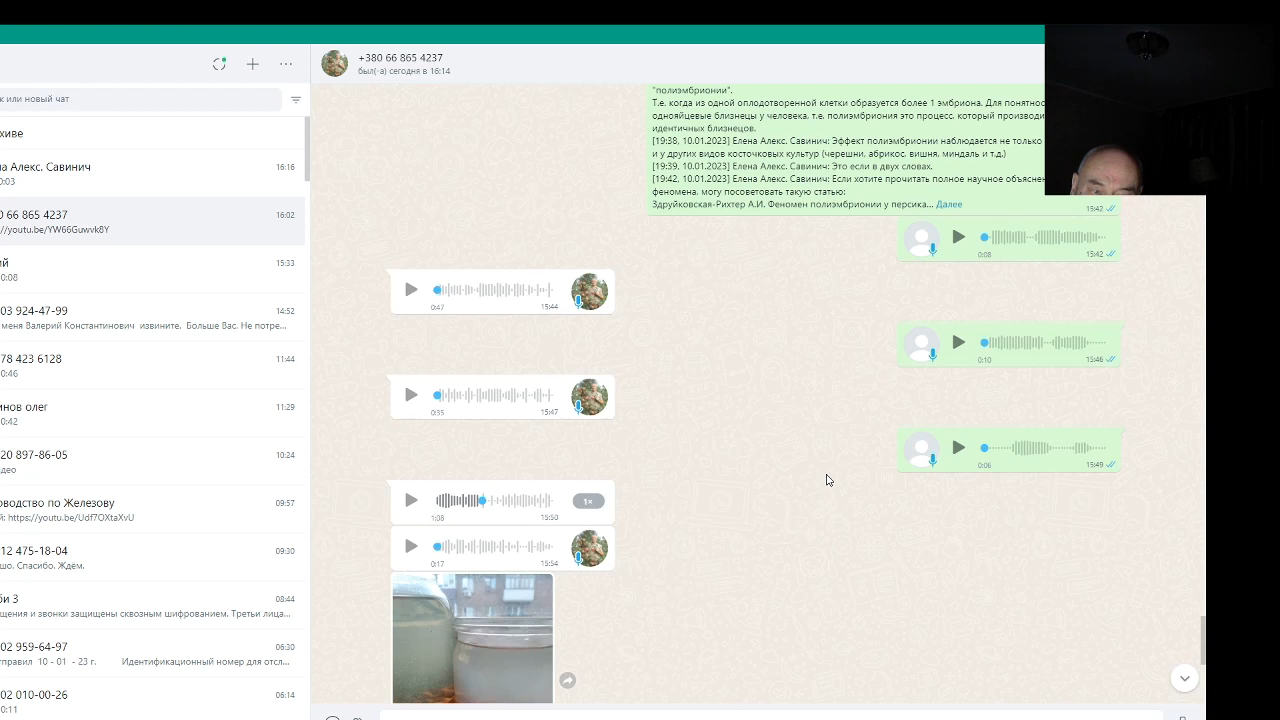 +380 66 865 4237
был(-а) сегодня в 16:14
к или новый чат
хиве
на Алекс. Савинич
16:16
0:03
0 66 865 4237
16:02
://youtu.be/YW66Guwvk8Y
ий
15:33
0:08
03 934-47-99
14:52
меня Валерий Константинович извините. Больше Вас. Не потре...
78 423 6128
11:44
0:46
инов олег
11:29
0:42
20 897-86-05
10:24
део
оводство по Железову
09:57
й: https://youtu.be/Udf7OXtaXvU
12 475-18-04
09:30
шо. Спасибо. Ждем.
би 3
08:44
щения и звонки защищены сквозным шифрованием. Третьи лица...
02 959-64-97
06:30
правил 10 - 01 - 23 г. Идентификационный номер для отсл...
02 010-00-26
06:14
0:11
"полиэмбрионии".
Т.е. когда из одной оплодотворенной клетки образуется более 1 эмбриона. Для понятнос
однояйцевые близнецы у человека, т.е. полиэмбриония это процесс, который производи
идентичных близнецов.
[19:38, 10.01.2023] Елена Алекс. Савинич: Эффект полиэмбрионии наблюдается не только
и у других видов косточковых культур (черешни, абрикос, вишня, миндаль и т.д.)
[19:39, 10.01.2023] Елена Алекс. Савинич: Это если в двух словах.
[19:42, 10.01.2023] Елена Алекс. Савинич: Если хотите прочитать полное научное объяснен
феномена, могу посоветовать такую статью:
Здруйковская-Рихтер А.И. Феномен полиэмбрионии у персика... Далее
15:42
0:08
15:42
0:47
15:44
0:10
15:46
0:35
15:47
0:06
15:49
1×
1:08
15:50
0:17
15:54